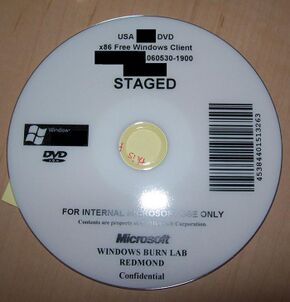 USA DVD
x86 Free Windows Client
060530-1900
STAGED
Windows
DVD
45384401513263
FOR INTERNAL MICROSOFT USE ONLY
Contents are property of Corporation.
Microsoft
WINDOWS BURN LAB
REDMOND
Confidential